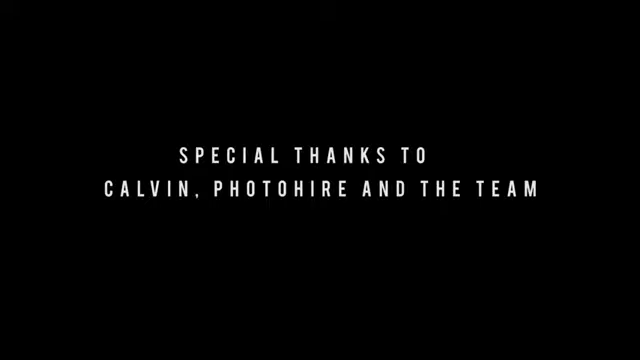 SPECIAL THANKS TO
CALVIN, PHOTOHIRE AND THE TEAM